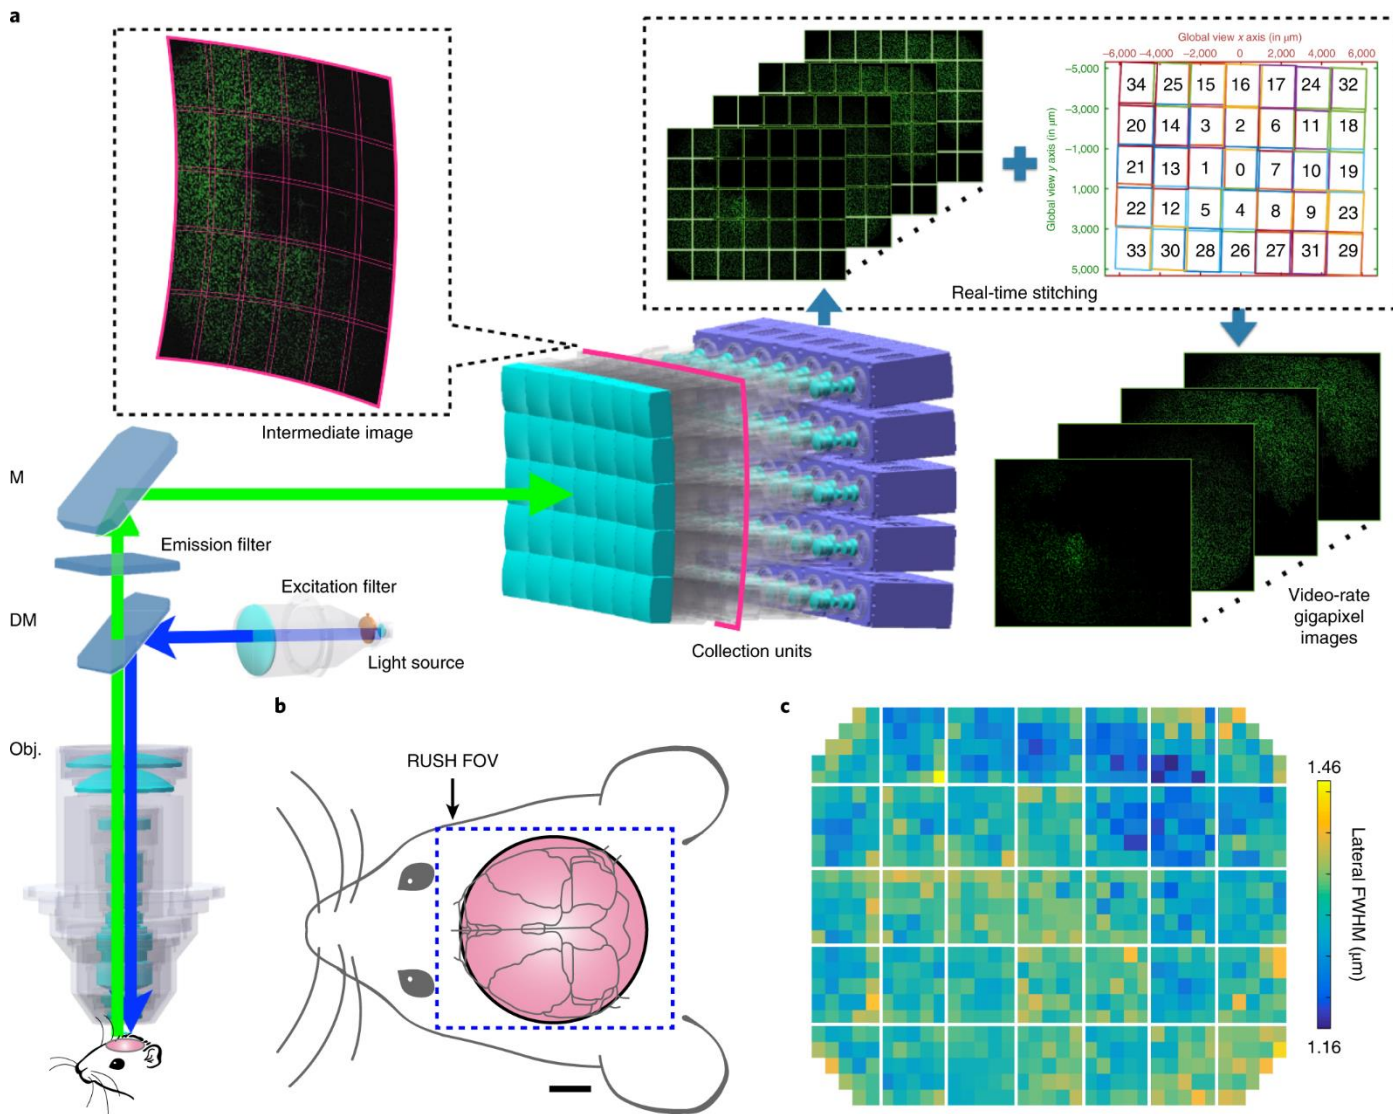 a
Intermediate image
Global view x axis (in μm)
−6,000 −4,000 −2,000 0 2,000 4,000 6,000
Global view y axis (in μm)
−5,000
−3,000
−1,000
1,000
3,000
5,000
34 25 15 16 17 24 32
20 14 3 2 6 11 18
21 13 1 0 7 10 19
22 12 5 4 8 9 23
33 30 28 26 27 31 29
Real-time stitching
M
Emission filter
Excitation filter
DM
Light source
Collection units
Video-rate
gigapixel
images
Obj.
b
RUSH FOV
c
1.46
Lateral FWHM (μm)
1.16